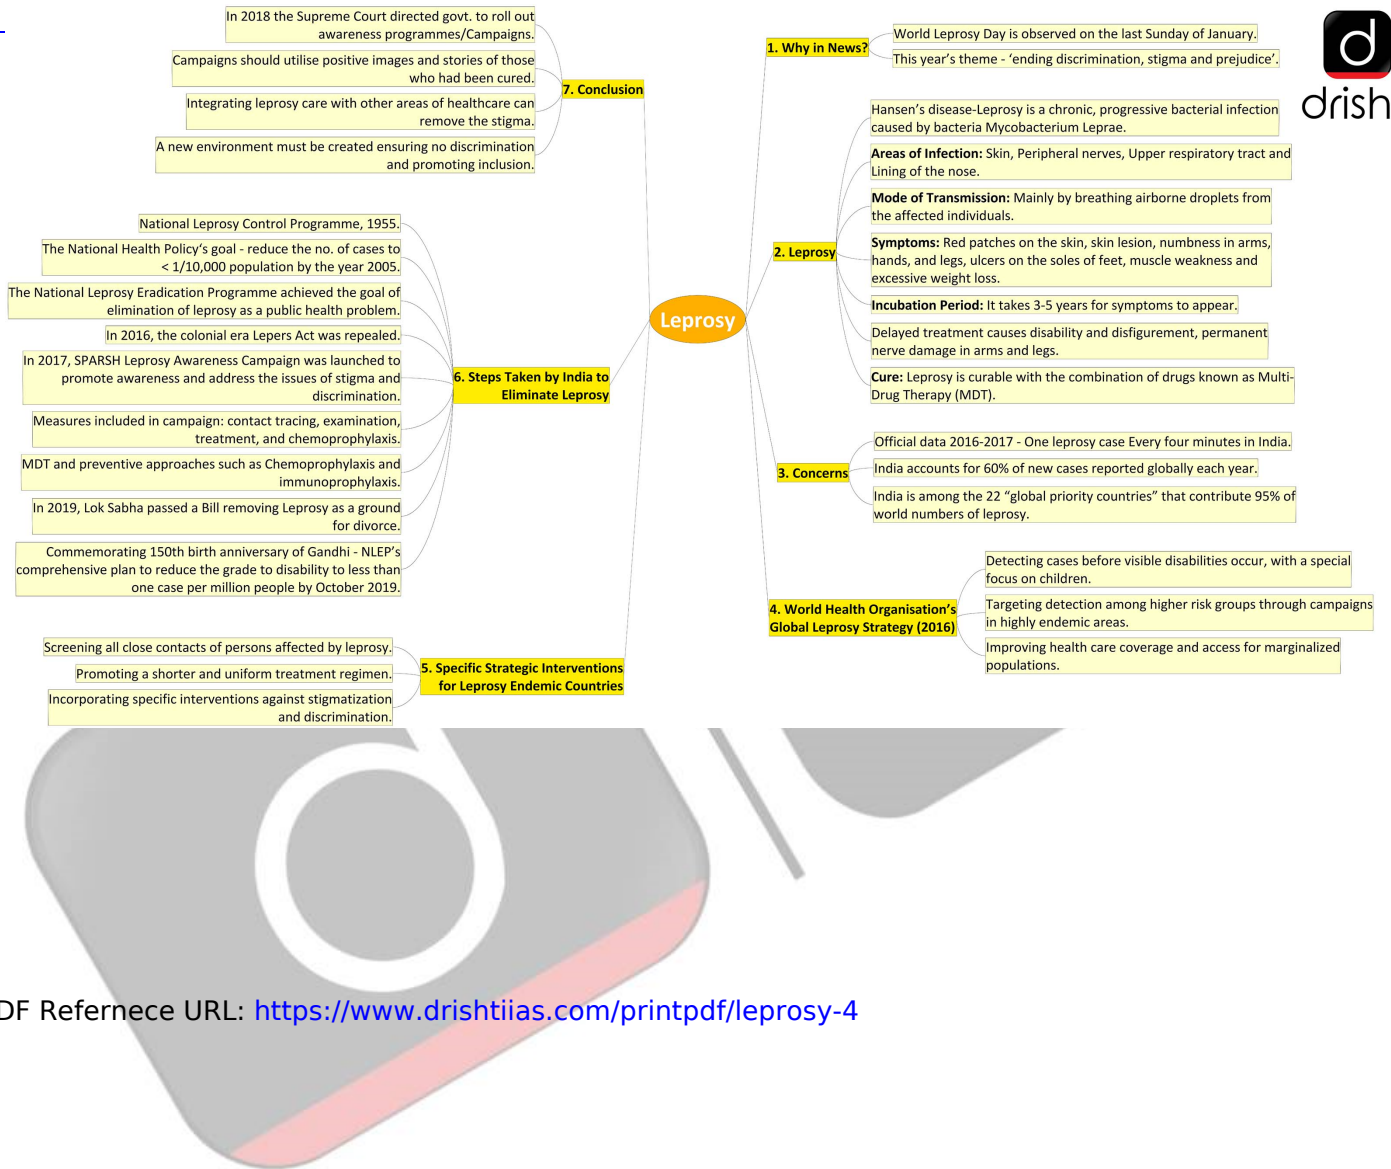 Leprosy
1. Why in News?
World Leprosy Day is observed on the last Sunday of January.
This year’s theme - ‘ending discrimination, stigma and prejudice’.
2. Leprosy
Hansen’s disease-Leprosy is a chronic, progressive bacterial infection
caused by bacteria Mycobacterium Leprae.
Areas of Infection: Skin, Peripheral nerves, Upper respiratory tract and
Lining of the nose.
Mode of Transmission: Mainly by breathing airborne droplets from
the affected individuals.
Symptoms: Red patches on the skin, skin lesion, numbness in arms,
hands, and legs, ulcers on the soles of feet, muscle weakness and
excessive weight loss.
Incubation Period: It takes 3-5 years for symptoms to appear.
Delayed treatment causes disability and disfigurement, permanent
nerve damage in arms and legs.
Cure: Leprosy is curable with the combination of drugs known as Multi-
Drug Therapy (MDT).
3. Concerns
Official data 2016-2017 - One leprosy case Every four minutes in India.
India accounts for 60% of new cases reported globally each year.
India is among the 22 “global priority countries” that contribute 95% of
world numbers of leprosy.
4. World Health Organisation’s
Global Leprosy Strategy (2016)
Detecting cases before visible disabilities occur, with a special
focus on children.
Targeting detection among higher risk groups through campaigns
in highly endemic areas.
Improving health care coverage and access for marginalized
populations.
5. Specific Strategic Interventions
for Leprosy Endemic Countries
Screening all close contacts of persons affected by leprosy.
Promoting a shorter and uniform treatment regimen.
Incorporating specific interventions against stigmatization
and discrimination.
6. Steps Taken by India to
Eliminate Leprosy
National Leprosy Control Programme, 1955.
The National Health Policy‘s goal - reduce the no. of cases to
< 1/10,000 population by the year 2005.
The National Leprosy Eradication Programme achieved the goal of
elimination of leprosy as a public health problem.
In 2016, the colonial era Lepers Act was repealed.
In 2017, SPARSH Leprosy Awareness Campaign was launched to
promote awareness and address the issues of stigma and
discrimination.
Measures included in campaign: contact tracing, examination,
treatment, and chemoprophylaxis.
MDT and preventive approaches such as Chemoprophylaxis and
immunoprophylaxis.
In 2019, Lok Sabha passed a Bill removing Leprosy as a ground
for divorce.
Commemorating 150th birth anniversary of Gandhi - NLEP’s
comprehensive plan to reduce the grade to disability to less than
one case per million people by October 2019.
7. Conclusion
In 2018 the Supreme Court directed govt. to roll out
awareness programmes/Campaigns.
Campaigns should utilise positive images and stories of those
who had been cured.
Integrating leprosy care with other areas of healthcare can
remove the stigma.
A new environment must be created ensuring no discrimination
and promoting inclusion.
d
drish
DF Refernece URL: https://www.drishtiias.com/printpdf/leprosy-4